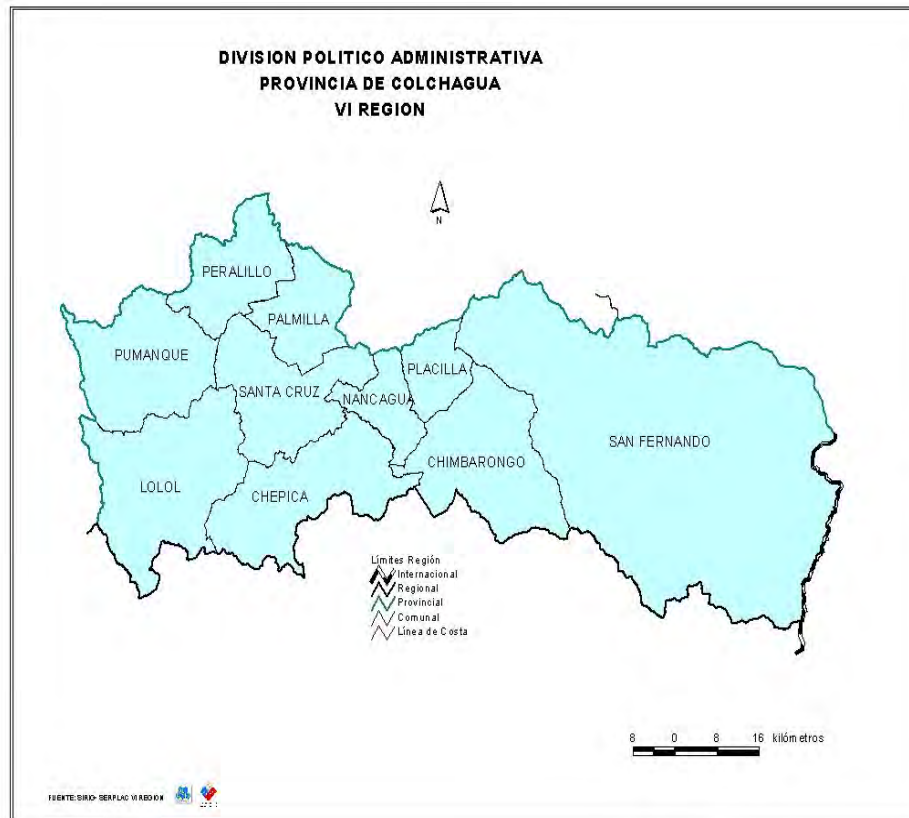 DIVISION POLITICO ADMINISTRATIVA
PROVINCIA DE COLCHAGUA
VI REGION
N
PERALILLO
PALMILLA
PUMANQUE
PLACILLA
SANTA CRUZ
NANCAGUA
SAN FERNANDO
CHIMBARONGO
LOLOL
CHEPICA
Límites Región
Internacional
Regional
Provincial
Comunal
Línea de Costa
8 0 8 16 kilómetros
FUENTE: SIRIG- SERPLAC VI REGION